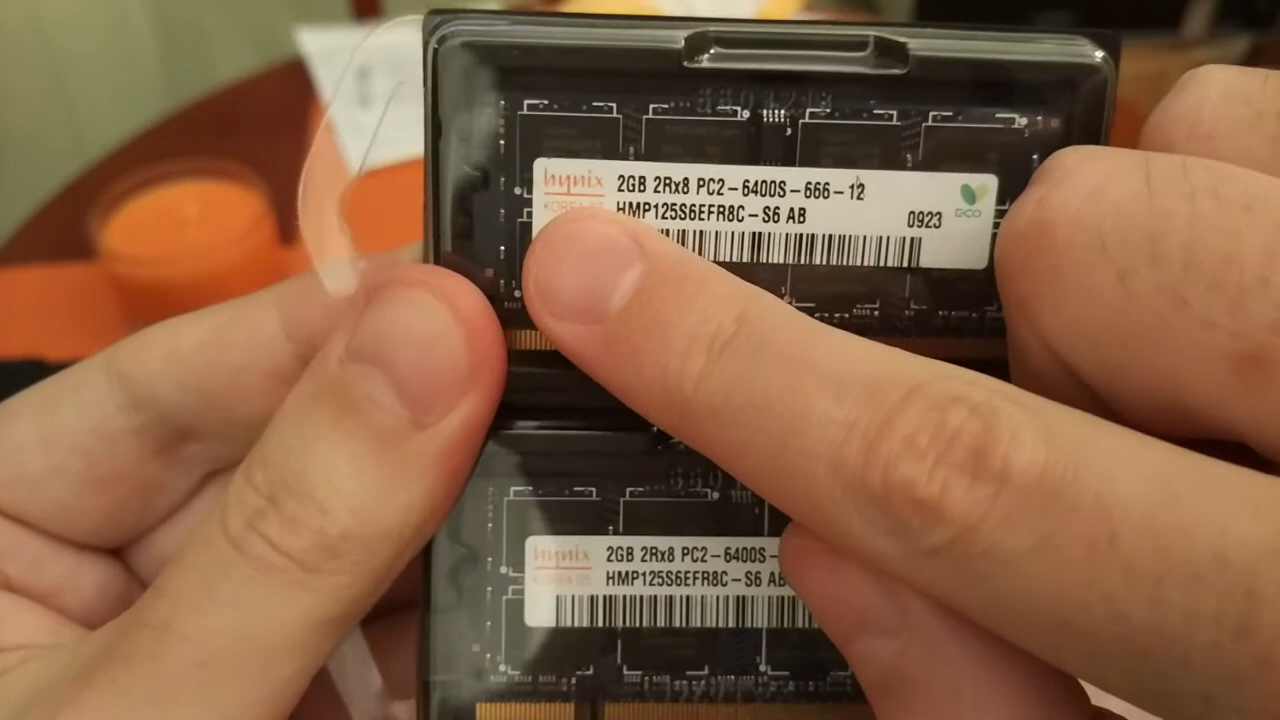 hynix
2GB 2Rx8 PC2-6400S-666-12
HMP125S6EFR8C-S6 AB
0923
ECO
hynix
2GB 2Rx8 PC2-6400S-
HMP125S6EFR8C-S6 AB